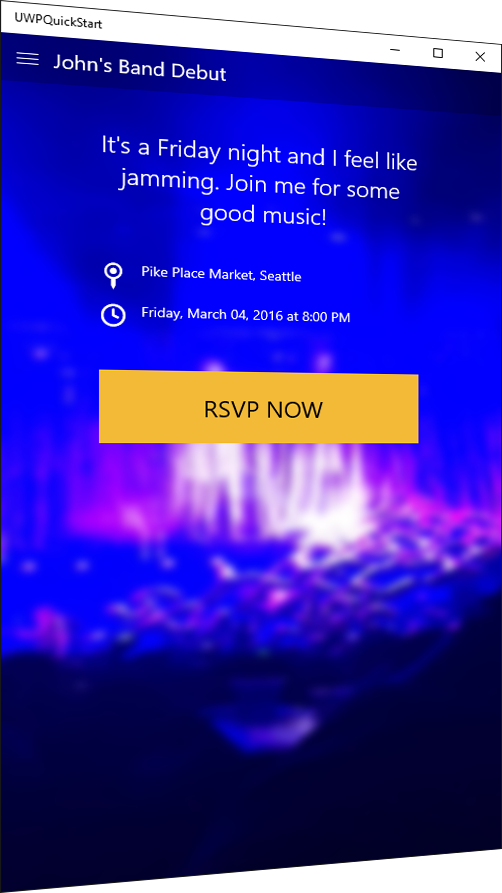 UWPQuickStart
John's Band Debut
It's a Friday night and I feel like
jamming. Join me for some
good music!
Pike Place Market, Seattle
Friday, March 04, 2016 at 8:00 PM
RSVP NOW